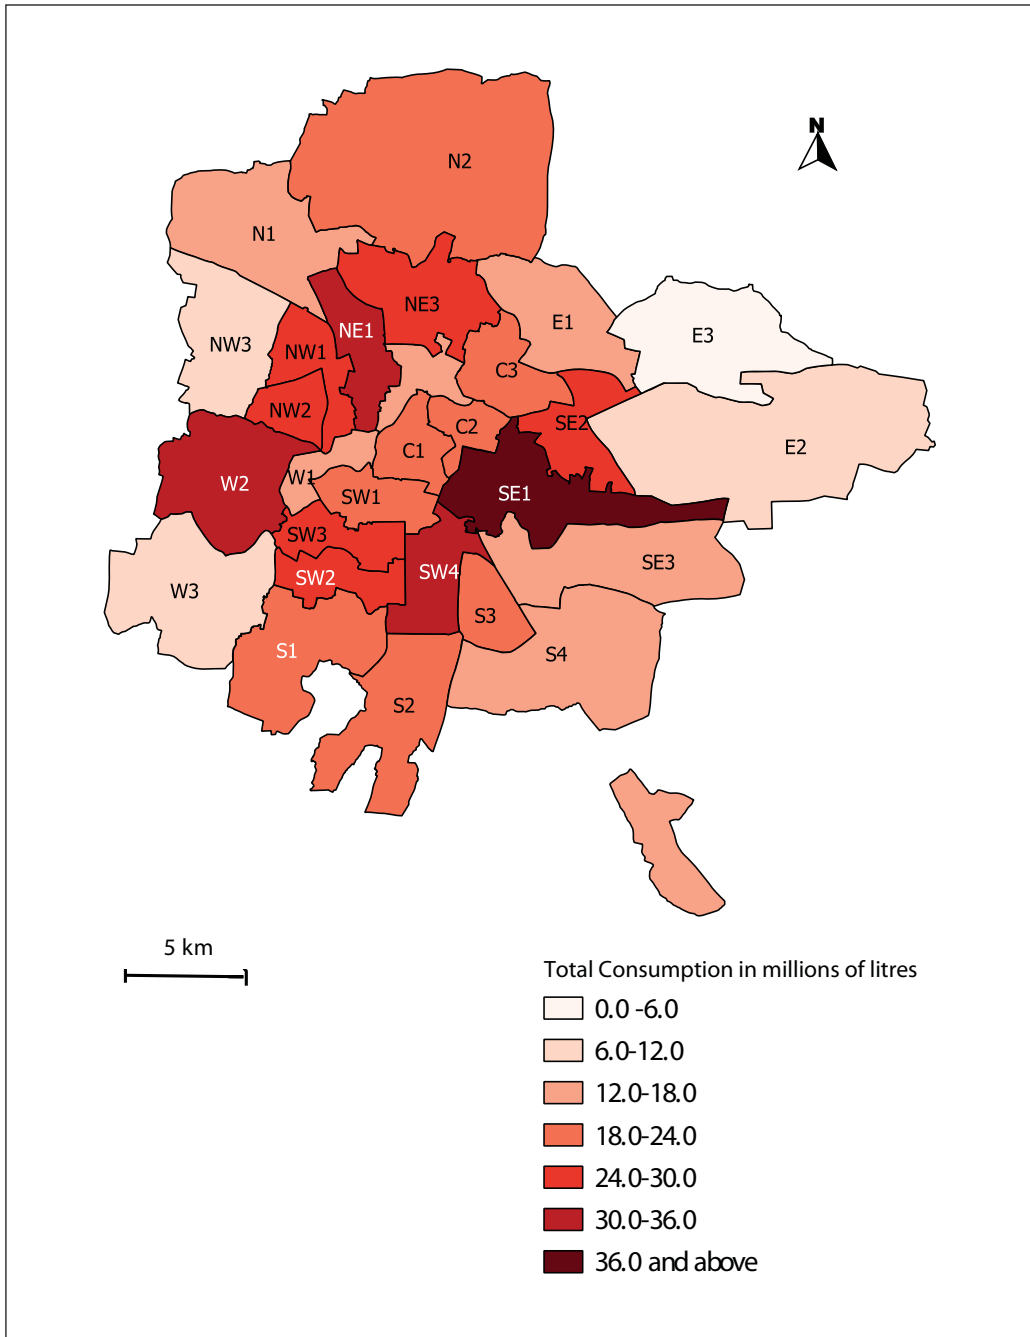 N
N2
N1
NE3
E1
E3
NE1
NW3
NW1
C3
NW2
C2
SE2
E2
C1
W1
W2
SW1
SE1
SW3
SE3
SW4
SW2
W3
S3
S1
S4
S2
5 km
Total Consumption in millions of litres
0.0 -6.0
6.0-12.0
12.0-18.0
18.0-24.0
24.0-30.0
30.0-36.0
36.0 and above